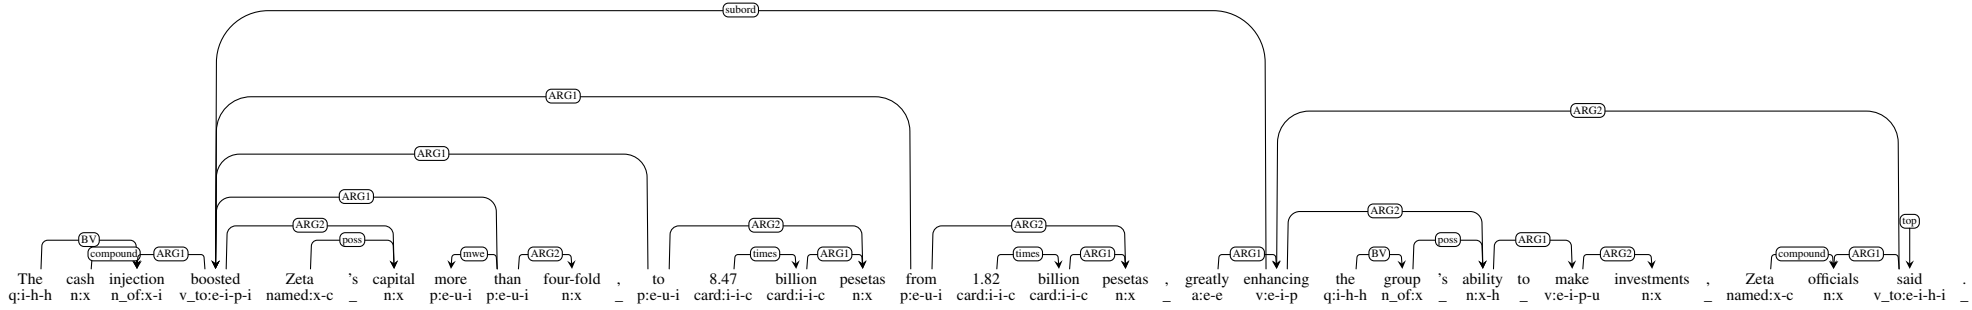 subord
ARG1
ARG2
ARG1
ARG1
ARG2
top
BV ARG2 ARG2 ARG2 poss
compound ARG1 poss mwe ARG2 times ARG1 times ARG1 ARG1 BV ARG1 ARG2 compound ARG1
The cash injection boosted Zeta 's capital more than four-fold , to 8.47 billion pesetas from 1.82 billion pesetas , greatly enhancing the group 's ability to make investments , Zeta officials said .
q:i-h-h n:x n_of:x-i v_to:e-i-p-i named:x-c _ n:x p:e-u-i p:e-u-i n:x _ p:e-u-i card:i-i-c card:i-i-c n:x p:e-u-i card:i-i-c card:i-i-c n:x _ a:e-e v:e-i-p q:i-h-h n_of:x _ n:x-h _ v:e-i-p-u n:x _ named:x-c n:x v_to:e-i-h-i _